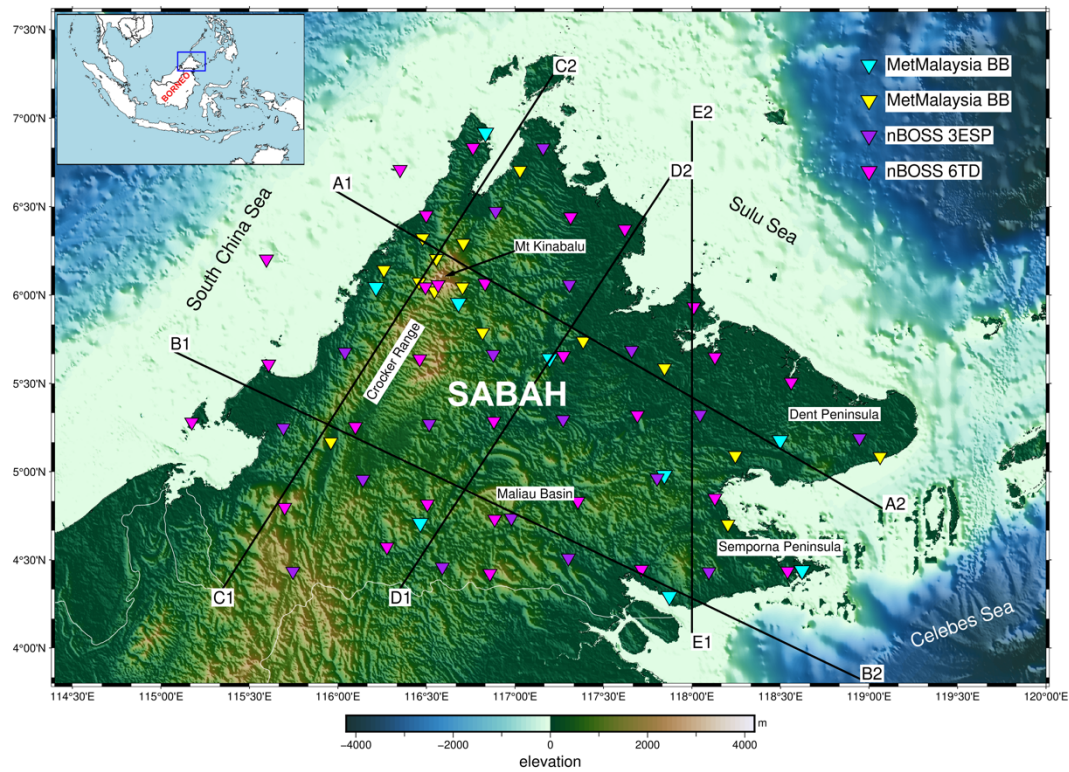 7°30'N
7°00'N
6°30'N
6°00'N
5°30'N
5°00'N
4°30'N
4°00'N
BORNEO
C2
MetMalaysia BB
MetMalaysia BB
nBOSS 3ESP
nBOSS 6TD
E2
D2
A1
South China Sea
Sulu Sea
Mt Kinabalu
B1
Crocker Range
SABAH
Dent Peninsula
Maliau Basin
A2
Semporna Peninsula
Celebes Sea
C1
D1
E1
B2
114°30'E
115°00'E
115°30'E
116°00'E
116°30'E
117°00'E
117°30'E
118°00'E
118°30'E
119°00'E
119°30'E
120°00'E
m
−4000
−2000
0
2000
4000
elevation